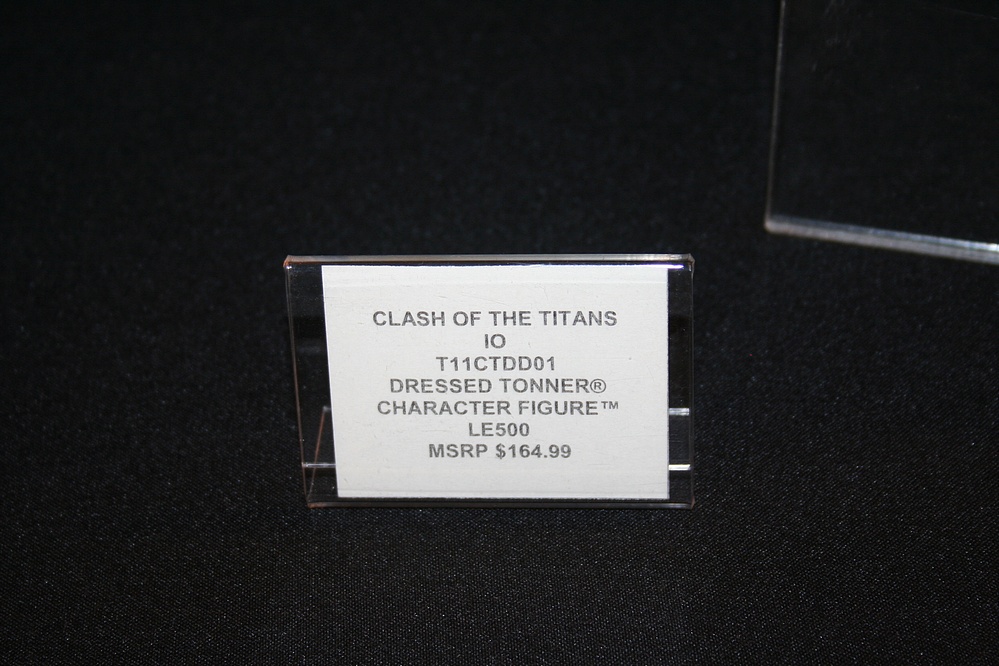 CLASH OF THE TITANS
IO
T11CTDD01
DRESSED TONNER®
CHARACTER FIGURE™
LE500
MSRP $164.99